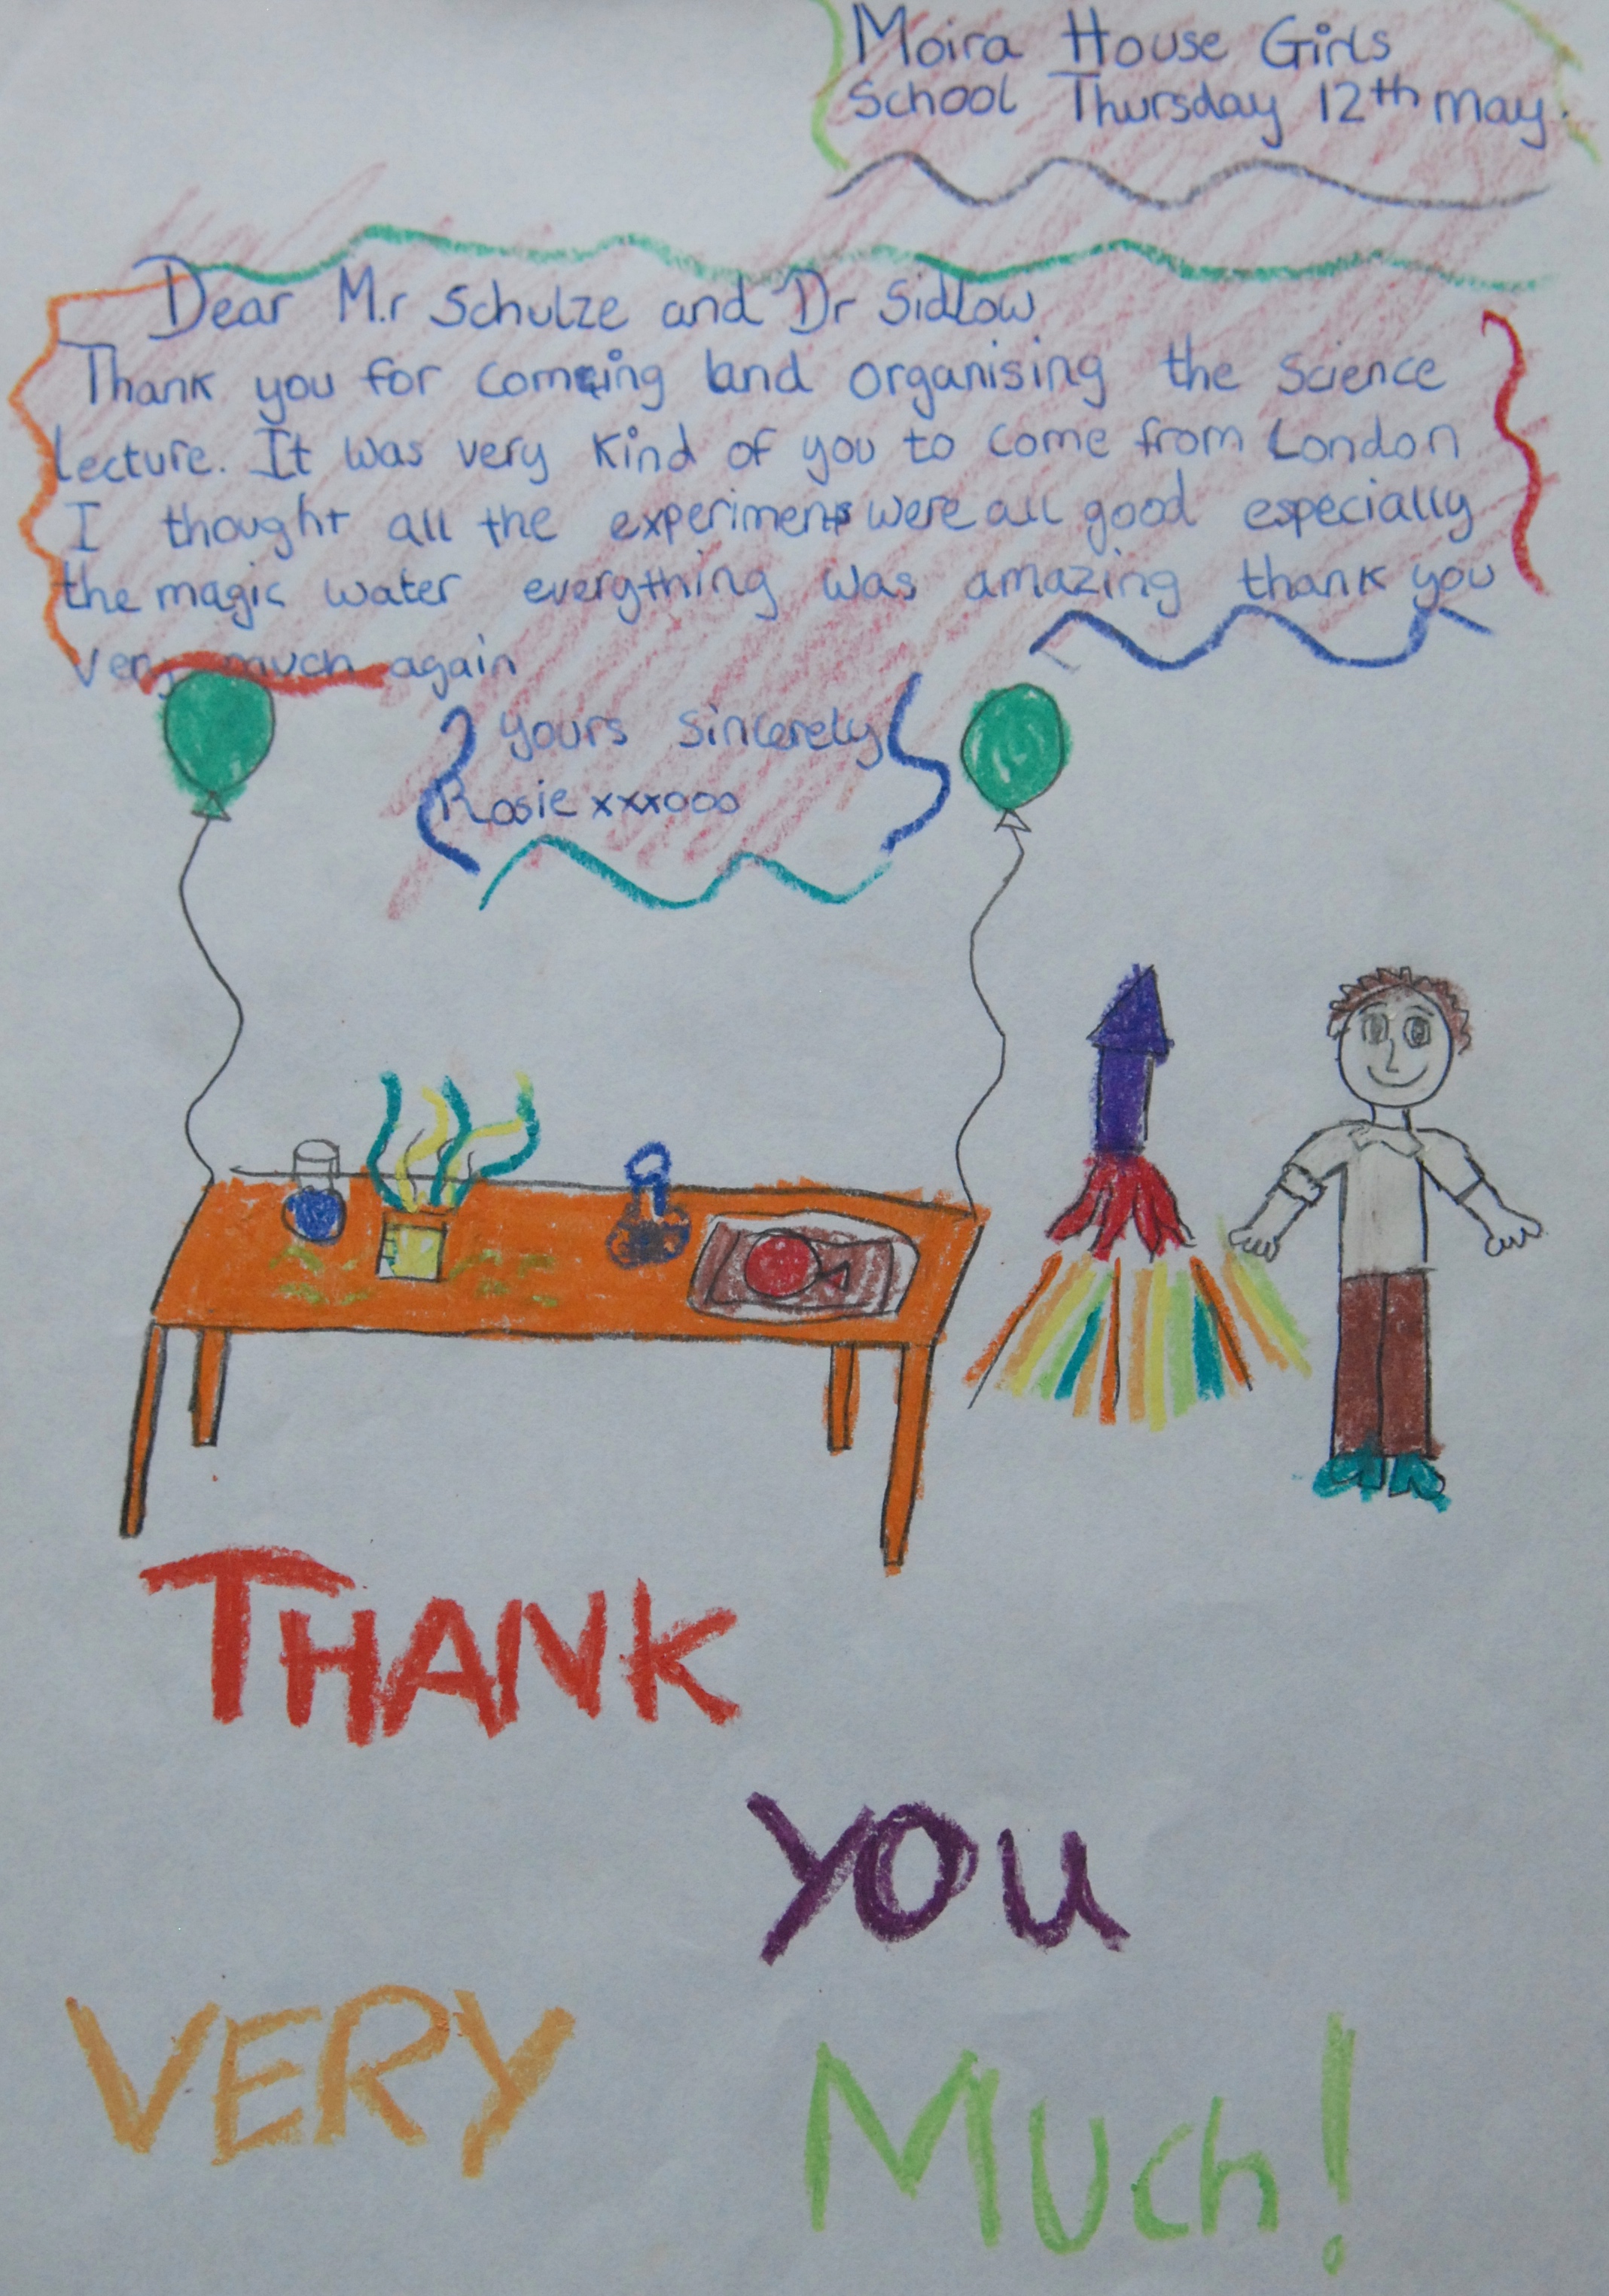 Moira House Girls
School Thursday 12th may.
Dear M.r Schulze and Dr Sidlow
Thank you for comeing and organising the science
lecture. It was very kind of you to come from London
I thought all the experiments were all good especially
the magic water everything was amazing thank you
very much again
yours sincerely
Rosie xxxooo
THANK
YOU
VERY
MUch!